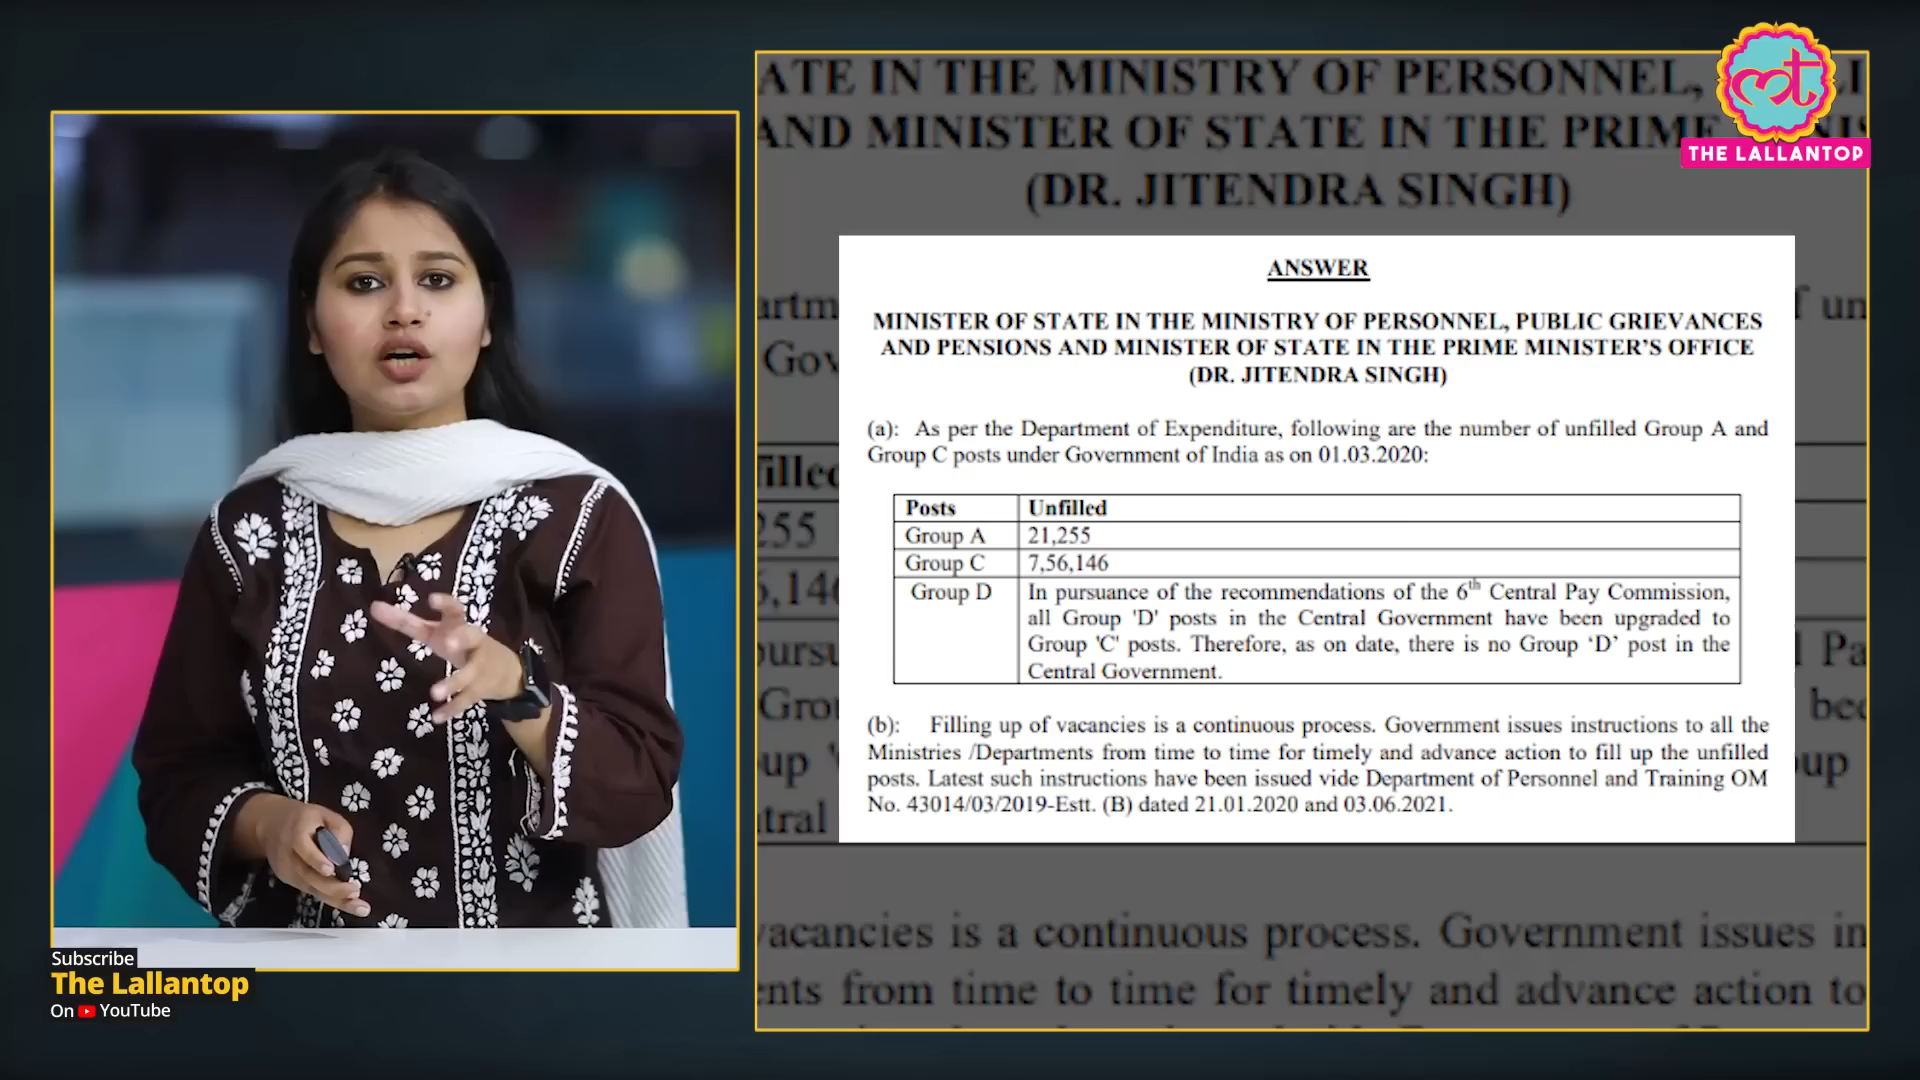 ATE IN THE MINISTRY OF PERSONNEL,
AND MINISTER OF STATE IN THE PRIME
(DR. JITENDRA SINGH)
THE LALLANTOP
ANSWER
MINISTER OF STATE IN THE MINISTRY OF PERSONNEL, PUBLIC GRIEVANCES
AND PENSIONS AND MINISTER OF STATE IN THE PRIME MINISTER’S OFFICE
(DR. JITENDRA SINGH)
(a): As per the Department of Expenditure, following are the number of unfilled Group A and
Group C posts under Government of India as on 01.03.2020:
Posts Unfilled
Group A 21,255
Group C 7,56,146
Group D In pursuance of the recommendations of the 6th Central Pay Commission,
all Group 'D' posts in the Central Government have been upgraded to
Group 'C' posts. Therefore, as on date, there is no Group ‘D’ post in the
Central Government.
(b): Filling up of vacancies is a continuous process. Government issues instructions to all the
Ministries /Departments from time to time for timely and advance action to fill up the unfilled
posts. Latest such instructions have been issued vide Department of Personnel and Training OM
No. 43014/03/2019-Estt. (B) dated 21.01.2020 and 03.06.2021.
vacancies is a continuous process. Government issues in
ents from time to time for timely and advance action to
Subscribe
The Lallantop
On YouTube